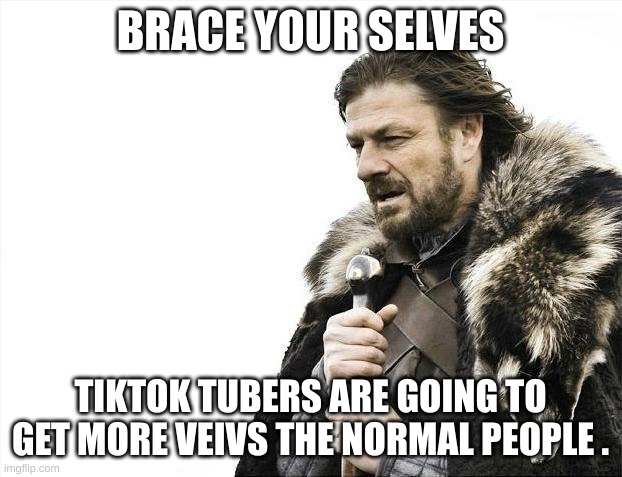 BRACE YOUR SELVES
TIKTOK TUBERS ARE GOING TO
GET MORE VEIVS THE NORMAL PEOPLE .
imgflip.com